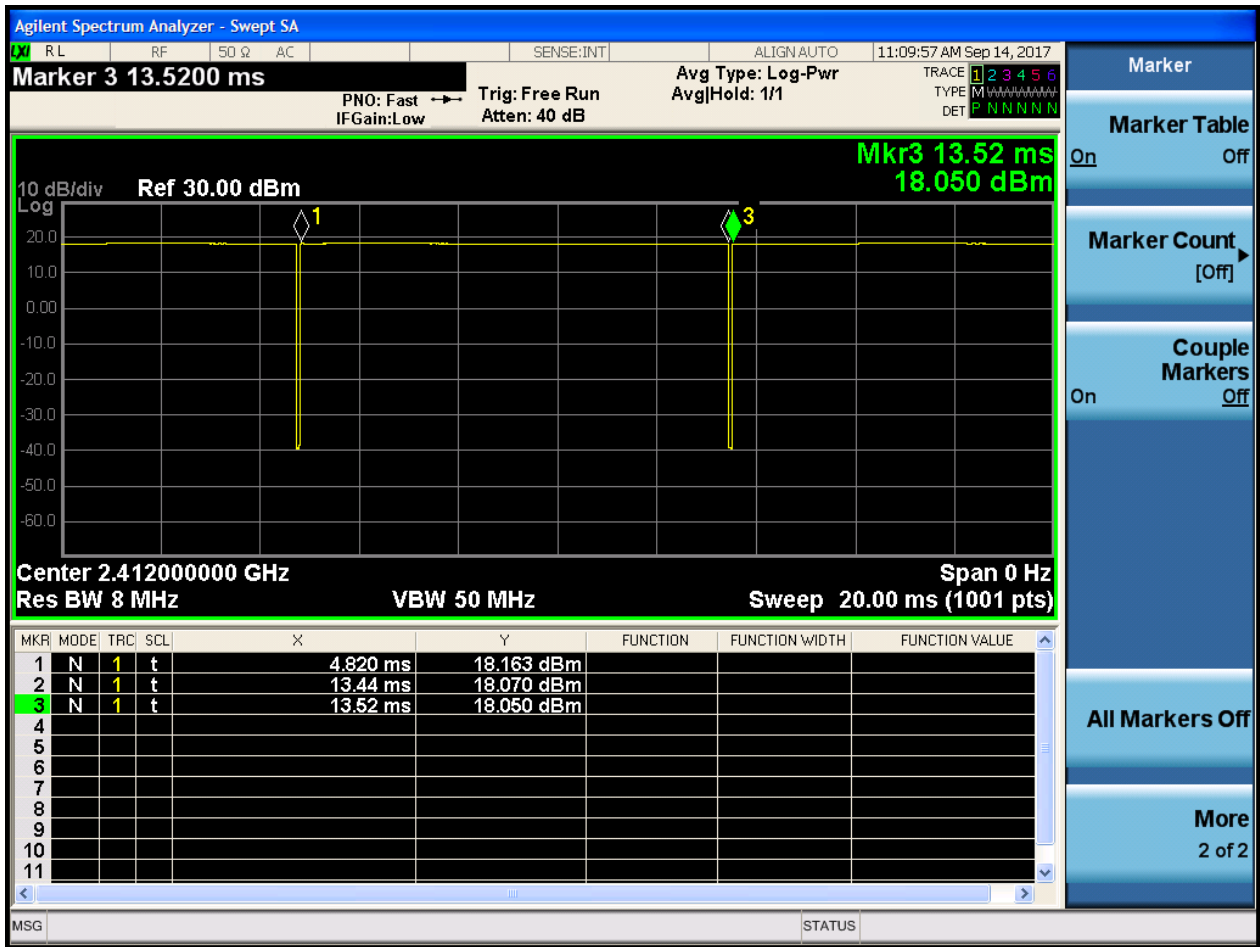 Agilent Spectrum Analyzer - Swept SA
LXI RL RF 50 Ω AC SENSE:INT ALIGN AUTO 11:09:57 AM Sep 14, 2017
Marker 3 13.5200 ms
PNO: Fast
IFGain:Low
Trig: Free Run
Atten: 40 dB
Avg Type: Log-Pwr
Avg|Hold: 1/1
TRACE 1 2 3 4 5 6
TYPE M
DET P N N N N N
Mkr3 13.52 ms
18.050 dBm
10 dB/div Ref 30.00 dBm
Log
1
3
20.0
10.0
0.00
-10.0
-20.0
-30.0
-40.0
-50.0
-60.0
Center 2.412000000 GHz Span 0 Hz
Res BW 8 MHz VBW 50 MHz Sweep 20.00 ms (1001 pts)
MKR MODE TRC SCL X Y FUNCTION FUNCTION WIDTH FUNCTION VALUE
1 N 1 t 4.820 ms 18.163 dBm
2 N 1 t 13.44 ms 18.070 dBm
3 N 1 t 13.52 ms 18.050 dBm
4
5
6
7
8
9
10
11
MSG STATUS
Marker
Marker Table
On Off
Marker Count
[Off]
Couple
Markers
On Off
All Markers Off
More
2 of 2